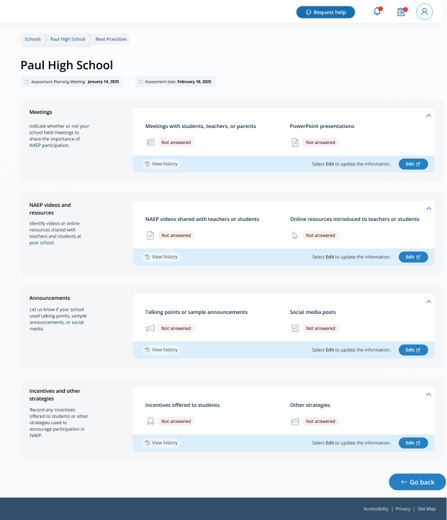 Request help
Schools Paul High School Best Practices
Paul High School
Assessment Planning Meeting: January 14, 2025 Assessment date: February 10, 2025
Meetings
Indicate whether or not your
school held meetings to
share the importance of
NAEP participation.
Meetings with students, teachers, or parents PowerPoint presentations
Not answered Not answered
View history Select Edit to update the information. Edit
NAEP videos and
resources
Identify videos or online
resources shared with
teachers and students at
your school.
NAEP videos shared with teachers or students Online resources introduced to teachers or students
Not answered Not answered
View history Select Edit to update the information. Edit
Announcements
Let us know if your school
used talking points, sample
announcements, or social
media.
Talking points or sample announcements Social media posts
Not answered Not answered
View history Select Edit to update the information. Edit
Incentives and other
strategies
Record any incentives
offered to students or other
strategies used to
encourage participation in
NAEP.
Incentives offered to students Other strategies
Not answered Not answered
View history Select Edit to update the information. Edit
Go back
Accessibility | Privacy | Site Map